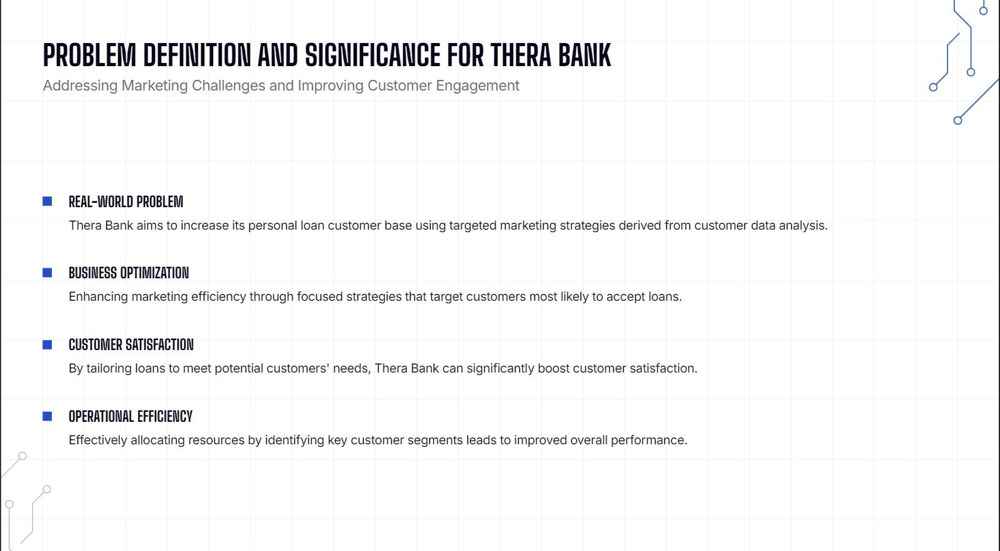 PROBLEM DEFINITION AND SIGNIFICANCE FOR THERA BANK
Addressing Marketing Challenges and Improving Customer Engagement
REAL-WORLD PROBLEM
Thera Bank aims to increase its personal loan customer base using targeted marketing strategies derived from customer data analysis.
BUSINESS OPTIMIZATION
Enhancing marketing efficiency through focused strategies that target customers most likely to accept loans.
CUSTOMER SATISFACTION
By tailoring loans to meet potential customers' needs, Thera Bank can significantly boost customer satisfaction.
OPERATIONAL EFFICIENCY
Effectively allocating resources by identifying key customer segments leads to improved overall performance.